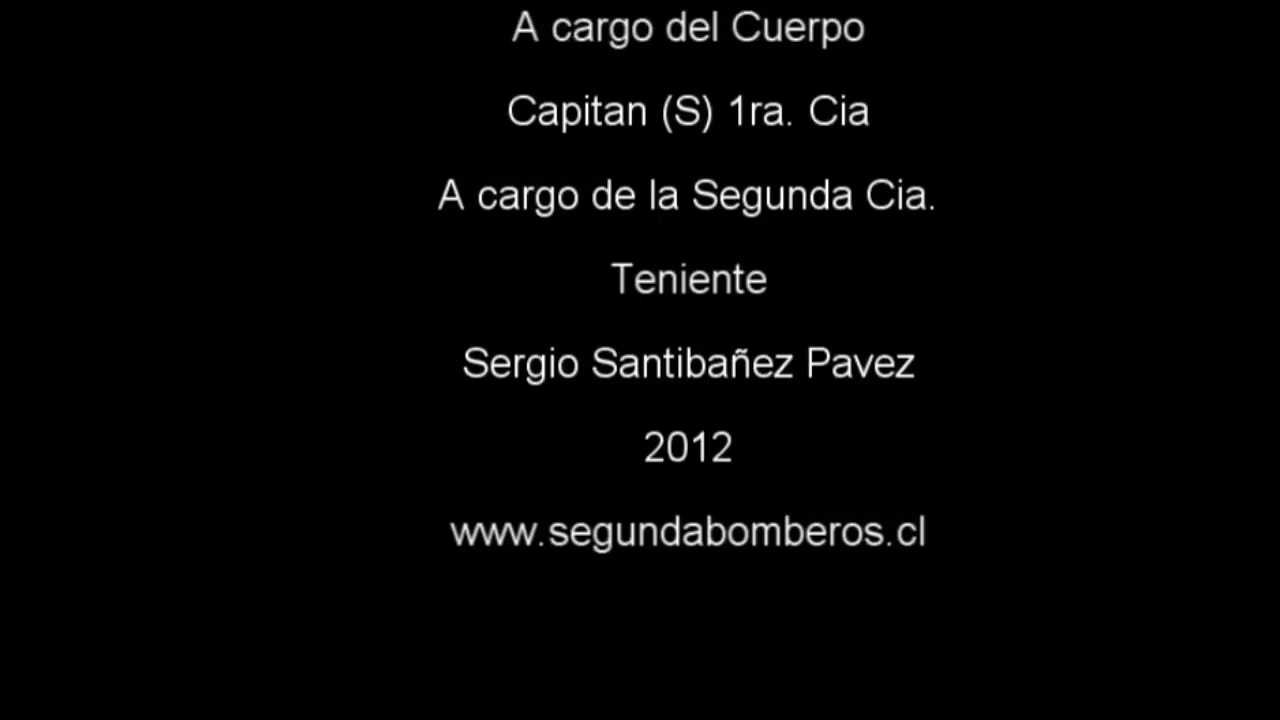 A cargo del Cuerpo
Capitan (S) 1ra. Cia
A cargo de la Segunda Cia.
Teniente
Sergio Santibañez Pavez
2012
www.segundabomberos.cl